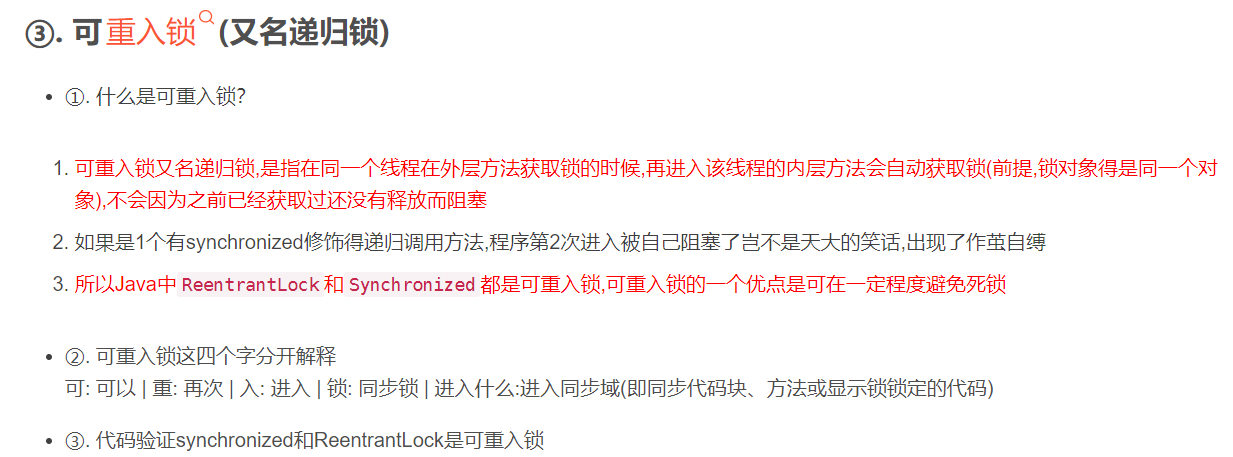 ③. 可重入锁(又名递归锁)
①. 什么是可重入锁?
1. 可重入锁又名递归锁,是指在同一个线程在外层方法获取锁的时候,再进入该线程的内层方法会自动获取锁(前提,锁对象得是同一个对
象),不会因为之前已经获取过还没有释放而阻塞
2. 如果是1个有synchronized修饰得递归调用方法,程序第2次进入被自己阻塞了岂不是天大的笑话,出现了作茧自缚
3. 所以Java中 ReentrantLock 和 Synchronized 都是可重入锁,可重入锁的一个优点是可在一定程度避免死锁
②. 可重入锁这四个字分开解释
可: 可以 | 重: 再次 | 入: 进入 | 锁: 同步锁 | 进入什么:进入同步域(即同步代码块、方法或显示锁锁定的代码)
③. 代码验证synchronized和ReentrantLock是可重入锁